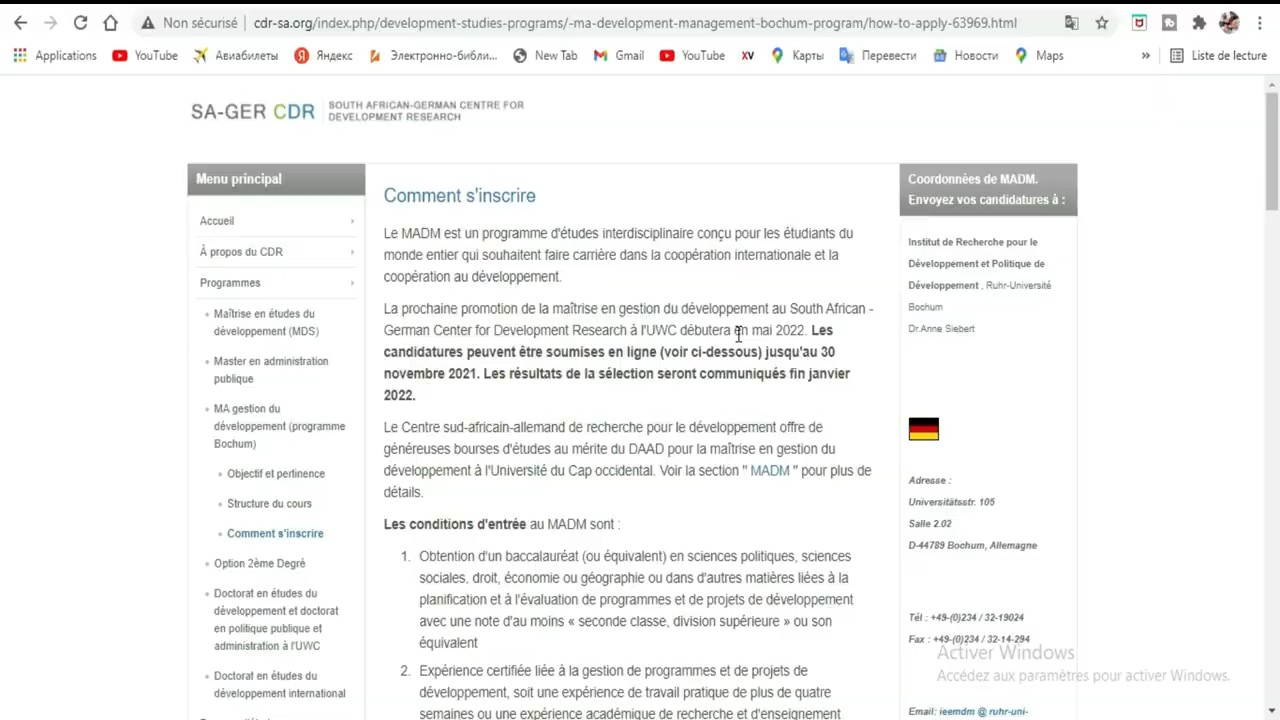 Non sécurisé
cdr-sa.org/index.php/development-studies-programs/-ma-development-management-bochum-program/how-to-apply-63969.html
Applications
YouTube
Авиабилеты
Яндекс
Электронно-библи...
New Tab
Gmail
YouTube
XV
Карты
Перевести
Новости
Maps
»
Liste de lecture
SA-GER CDR
SOUTH AFRICAN-GERMAN CENTRE FOR
DEVELOPMENT RESEARCH
Menu principal
Accueil
À propos du CDR
Programmes
Maîtrise en études du
développement (MDS)
Master en administration
publique
MA gestion du
développement (programme
Bochum)
Objectif et pertinence
Structure du cours
Comment s'inscrire
Option 2ème Degré
Doctorat en études du
développement et doctorat
en politique publique et
administration à l'UWC
Doctorat en études du
développement international
Comment s'inscrire
Le MADM est un programme d'études interdisciplinaire conçu pour les étudiants du
monde entier qui souhaitent faire carrière dans la coopération internationale et la
coopération au développement.
La prochaine promotion de la maîtrise en gestion du développement au South African -
German Center for Development Research à l'UWC débutera en mai 2022. Les
candidatures peuvent être soumises en ligne (voir ci-dessous) jusqu'au 30
novembre 2021. Les résultats de la sélection seront communiqués fin janvier
2022.
Le Centre sud-africain-allemand de recherche pour le développement offre de
généreuses bourses d'études au mérite du DAAD pour la maîtrise en gestion du
développement à l'Université du Cap occidental. Voir la section " MADM " pour plus de
détails.
Les conditions d'entrée au MADM sont :
1. Obtention d'un baccalauréat (ou équivalent) en sciences politiques, sciences
sociales, droit, économie ou géographie ou dans d'autres matières liées à la
planification et à l'évaluation de programmes et de projets de développement
avec une note d'au moins « seconde classe, division supérieure » ou son
équivalent
2. Expérience certifiée liée à la gestion de programmes et de projets de
développement, soit une expérience de travail pratique de plus de quatre
semaines ou une expérience académique de recherche et d'enseignement
Coordonnées de MADM.
Envoyez vos candidatures à :
Institut de Recherche pour le
Développement et Politique de
Développement , Ruhr-Université
Bochum
Dr.Anne Siebert
Adresse :
Universitätsstr. 105
Salle 2.02
D-44789 Bochum, Allemagne
Tél : +49-(0)234 / 32-19024
Fax : +49-(0)234 / 32-14-294
Email: ieemdm @ ruhr-uni-
Activer Windows
Accédez aux paramètres pour activer Windows.